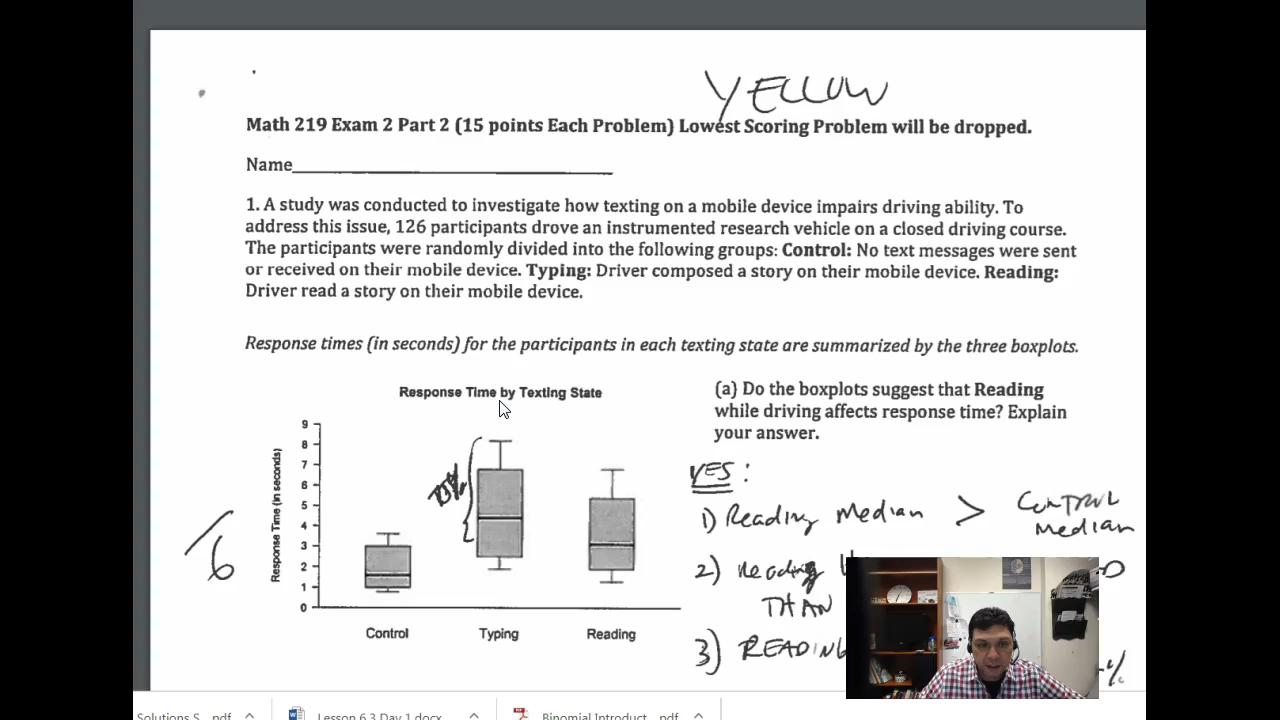 YELLOW
Math 219 Exam 2 Part 2 (15 points Each Problem) Lowest Scoring Problem will be dropped.
Name
1. A study was conducted to investigate how texting on a mobile device impairs driving ability. To
address this issue, 126 participants drove an instrumented research vehicle on a closed driving course.
The participants were randomly divided into the following groups: Control: No text messages were sent
or received on their mobile device. Typing: Driver composed a story on their mobile device. Reading:
Driver read a story on their mobile device.
Response times (in seconds) for the participants in each texting state are summarized by the three boxplots.
Response Time by Texting State
Response Time (in seconds)
9
8
7
6
5
4
3
2
1
0
Control Typing Reading
/6
(a) Do the boxplots suggest that Reading
while driving affects response time? Explain
your answer.
YES:
1) Reading Median > CONTROL
Median
2) Reading
THAN
3) READING
%
Solutions S....pdf
Lesson 6.3 Day 1.docx
Binomial Introduct....pdf